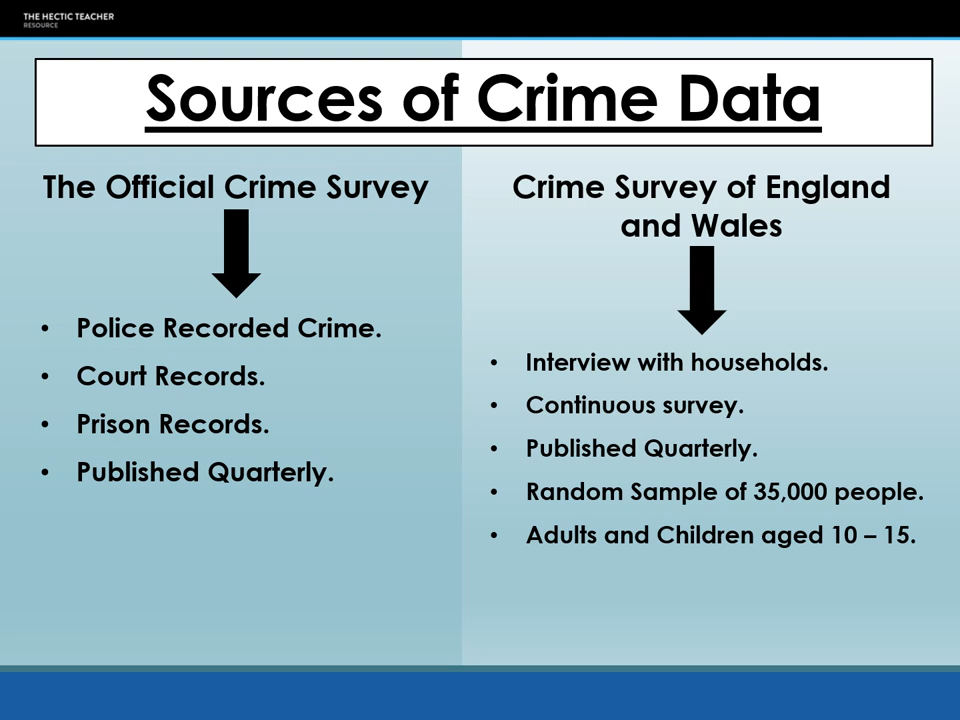 THE HECTIC TEACHER
RESOURCE
Sources of Crime Data
The Official Crime Survey
• Police Recorded Crime.
• Court Records.
• Prison Records.
• Published Quarterly.
Crime Survey of England
and Wales
• Interview with households.
• Continuous survey.
• Published Quarterly.
• Random Sample of 35,000 people.
• Adults and Children aged 10 – 15.